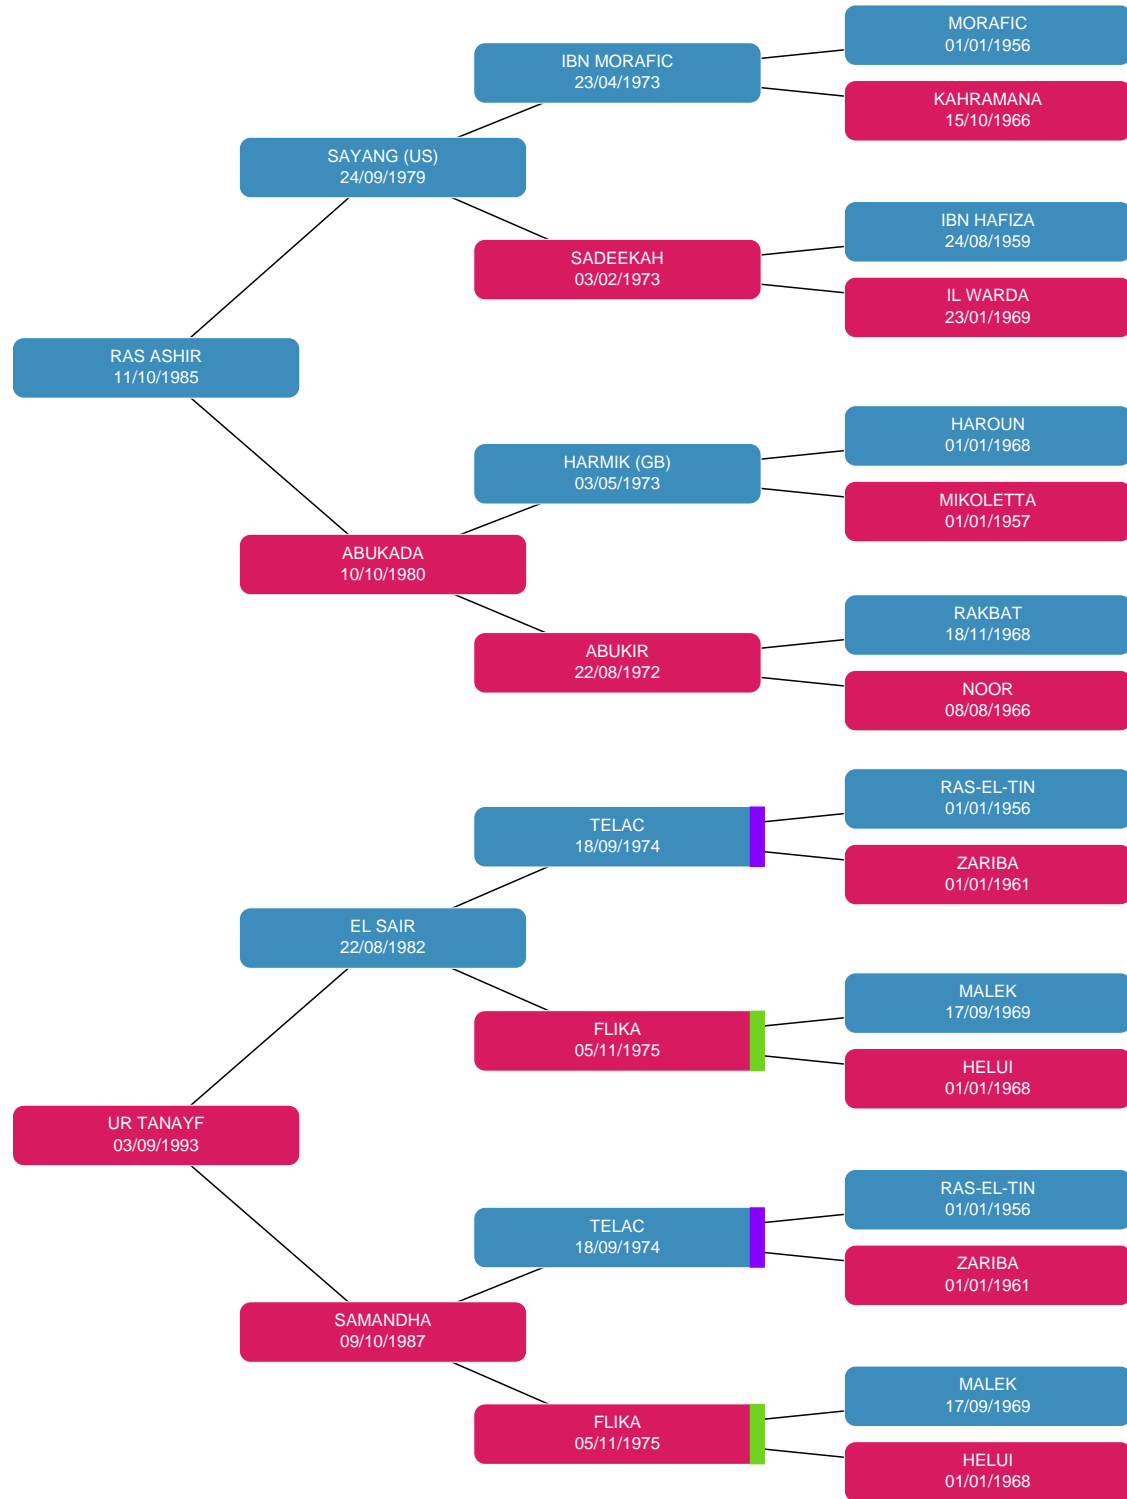 MORAFIC
01/01/1956
IBN MORAFIC
23/04/1973
KAHRAMANA
15/10/1966
SAYANG (US)
24/09/1979
IBN HAFIZA
24/08/1959
SADEEKAH
03/02/1973
IL WARDA
23/01/1969
RAS ASHIR
11/10/1985
HAROUN
01/01/1968
HARMIK (GB)
03/05/1973
MIKOLETTA
01/01/1957
ABUKADA
10/10/1980
RAKBAT
18/11/1968
ABUKIR
22/08/1972
NOOR
08/08/1966
RAS-EL-TIN
01/01/1956
TELAC
18/09/1974
ZARIBA
01/01/1961
EL SAIR
22/08/1982
MALEK
17/09/1969
FLIKA
05/11/1975
HELUI
01/01/1968
UR TANAYF
03/09/1993
RAS-EL-TIN
01/01/1956
TELAC
18/09/1974
ZARIBA
01/01/1961
SAMANDHA
09/10/1987
MALEK
17/09/1969
FLIKA
05/11/1975
HELUI
01/01/1968